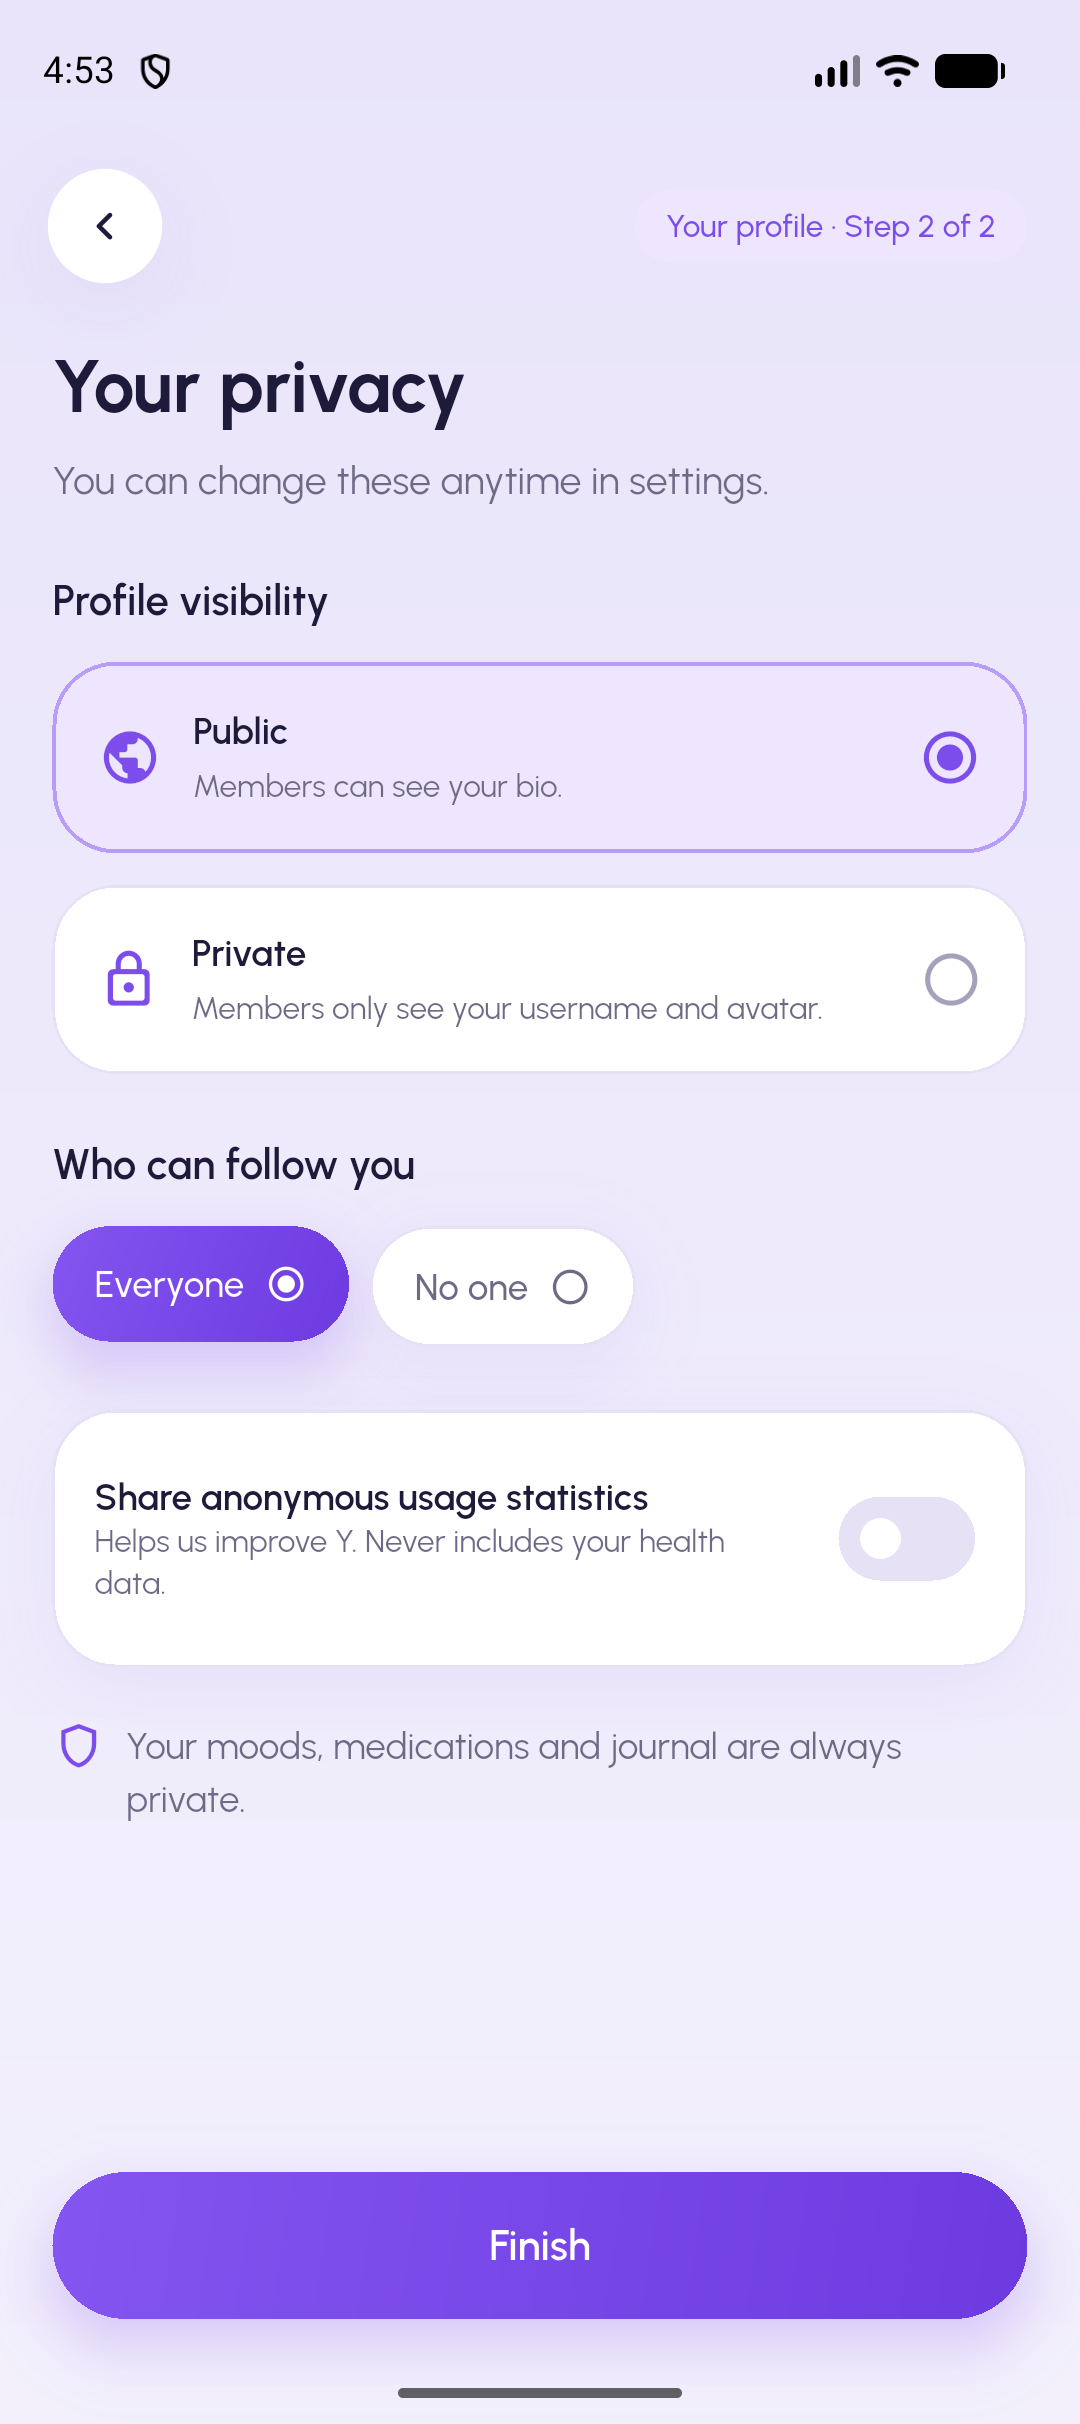 4:53
Your profile · Step 2 of 2
Your privacy
You can change these anytime in settings.
Profile visibility
Public
Members can see your bio.
Private
Members only see your username and avatar.
Who can follow you
Everyone
No one
Share anonymous usage statistics
Helps us improve Y. Never includes your health
data.
Your moods, medications and journal are always
private.
Finish